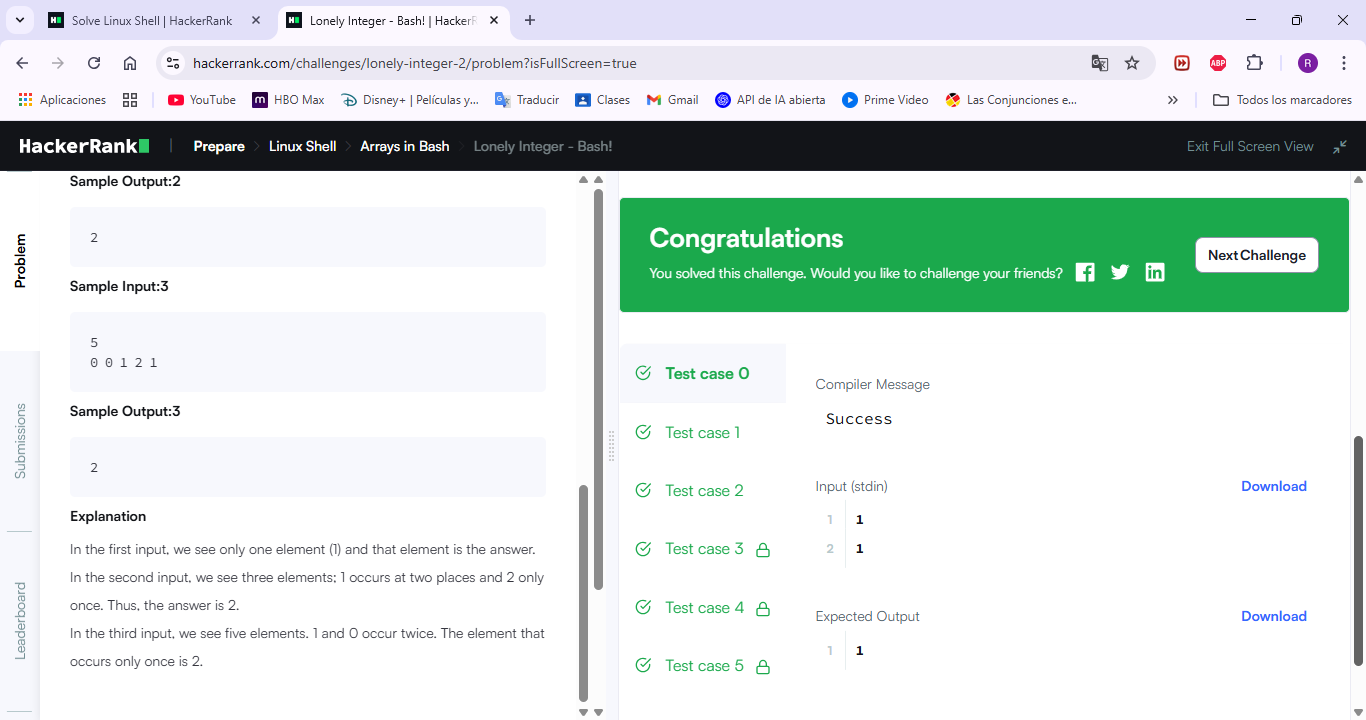 Solve Linux Shell | HackerRank
Lonely Integer - Bash! | HackerR
hackerrank.com/challenges/lonely-integer-2/problem?isFullScreen=true
ABP
R
Aplicaciones
YouTube
m HBO Max
Disney+ | Películas y...
Traducir
Clases
Gmail
API de IA abierta
Prime Video
Las Conjunciones e...
Todos los marcadores
HackerRank
Prepare
Linux Shell
Arrays in Bash
Lonely Integer - Bash!
Exit Full Screen View
Problem
Submissions
Leaderboard
Sample Output:2
2
Sample Input:3
5
0 0 1 2 1
Sample Output:3
2
Explanation
In the first input, we see only one element (1) and that element is the answer.
In the second input, we see three elements; 1 occurs at two places and 2 only
once. Thus, the answer is 2.
In the third input, we see five elements. 1 and 0 occur twice. The element that
occurs only once is 2.
Congratulations
You solved this challenge. Would you like to challenge your friends?
Next Challenge
Test case 0
Test case 1
Test case 2
Test case 3
Test case 4
Test case 5
Compiler Message
Success
Input (stdin)
Download
1 1
2 1
Expected Output
Download
1 1